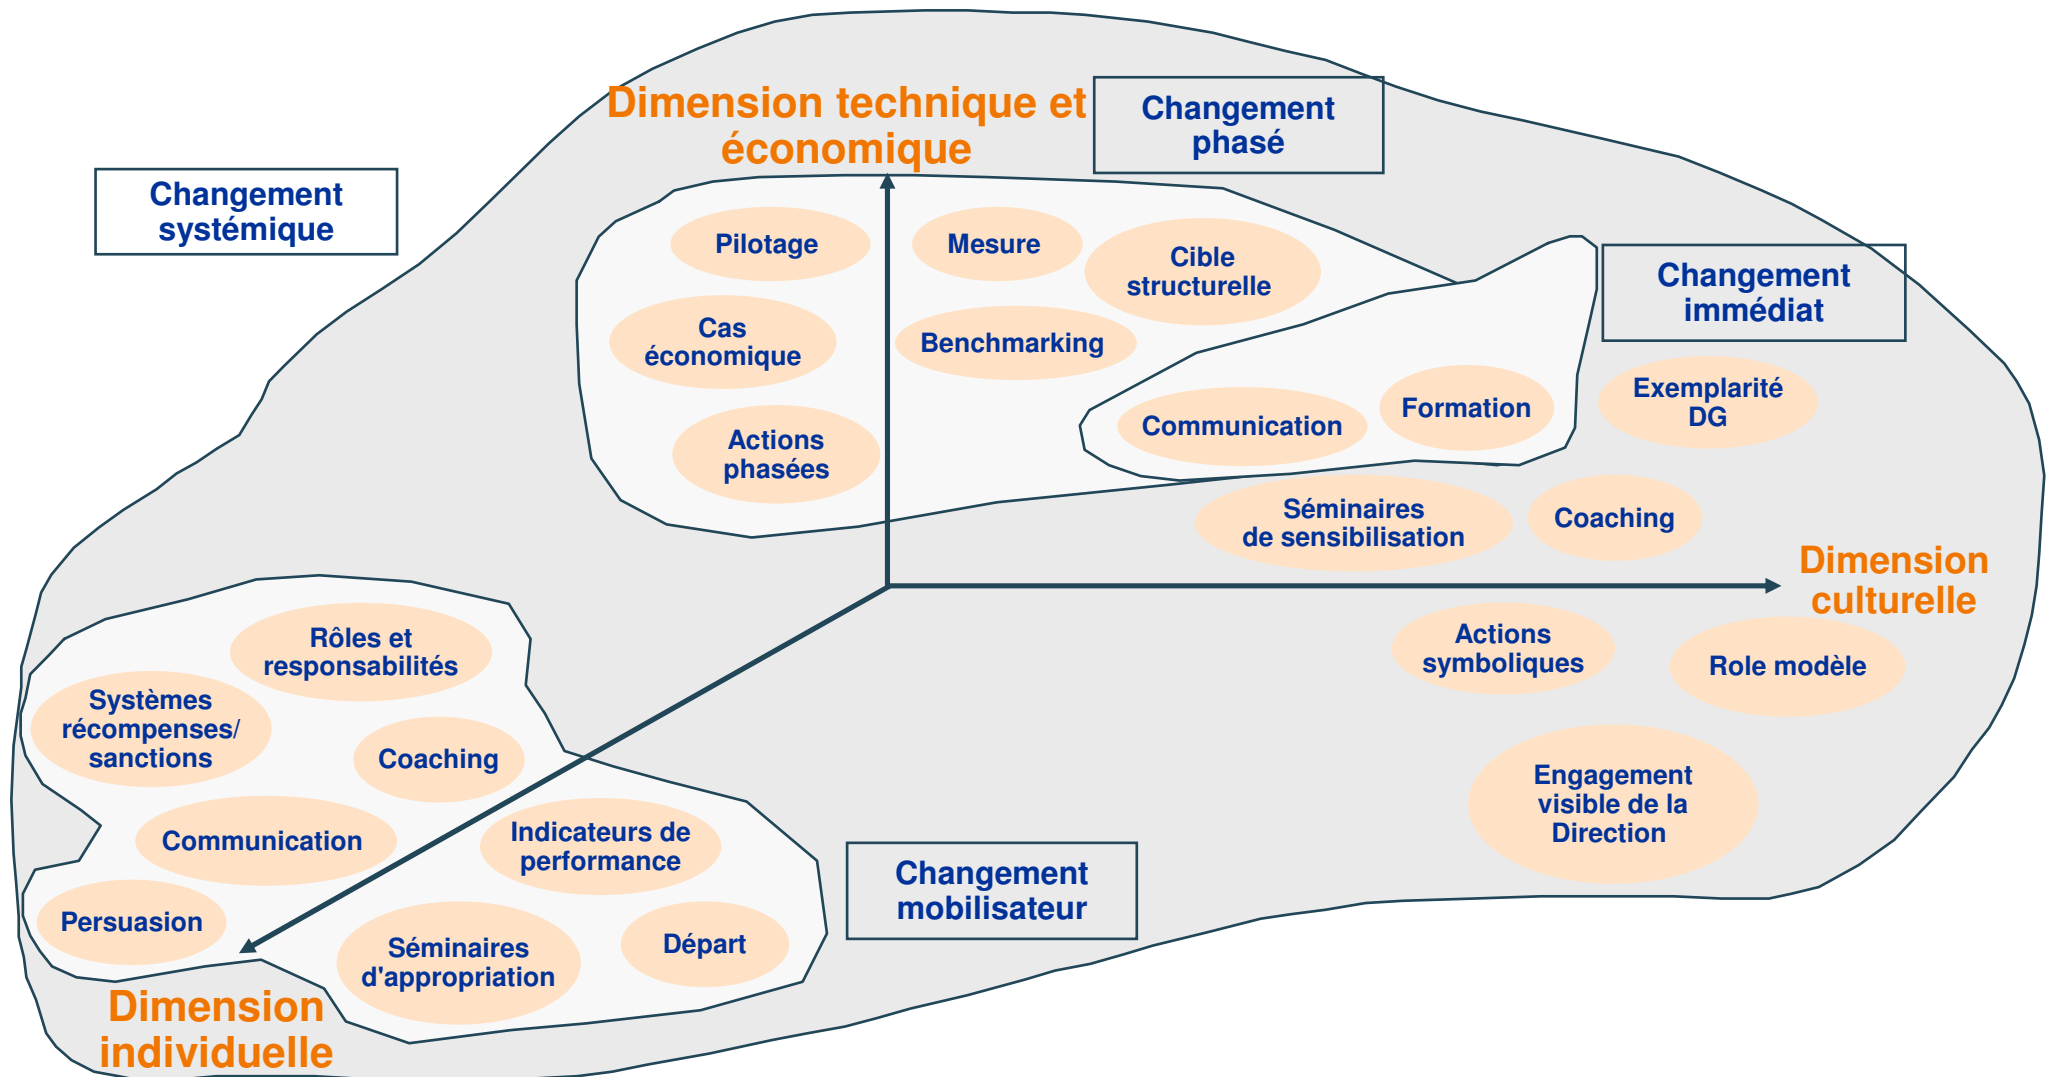 Dimension technique et
économique
Changement
phasé
Changement
systémique
Pilotage
Mesure
Cible
structurelle
Changement
immédiat
Cas
économique
Benchmarking
Exemplarité
DG
Communication
Formation
Actions
phasées
Séminaires
de sensibilisation
Coaching
Dimension
culturelle
Actions
symboliques
Role modèle
Rôles et
responsabilités
Systèmes
récompenses/
sanctions
Coaching
Communication
Indicateurs de
performance
Engagement
visible de la
Direction
Changement
mobilisateur
Persuasion
Séminaires
d'appropriation
Départ
Dimension
individuelle